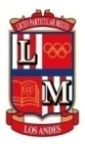 LICEO PARTICULAR MIXTO
L
M
LOS ANDES